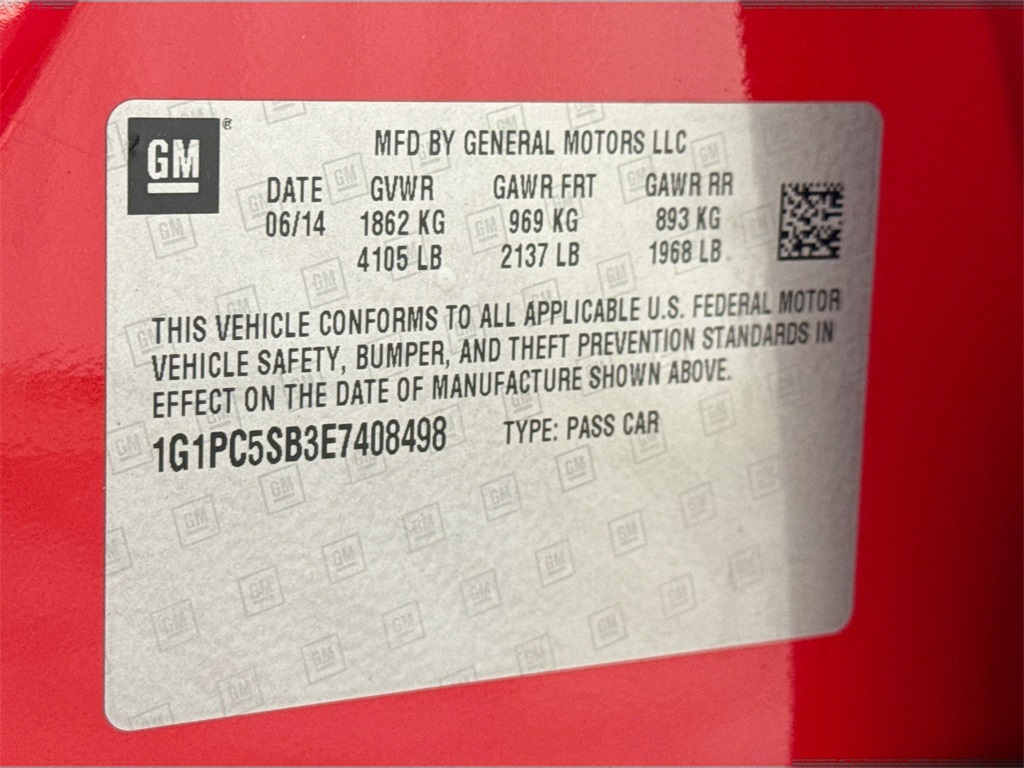 GM ®
MFD BY GENERAL MOTORS LLC
DATE GVWR GAWR FRT GAWR RR
06/14 1862 KG 969 KG 893 KG
4105 LB 2137 LB 1968 LB
THIS VEHICLE CONFORMS TO ALL APPLICABLE U.S. FEDERAL MOTOR
VEHICLE SAFETY, BUMPER, AND THEFT PREVENTION STANDARDS IN
EFFECT ON THE DATE OF MANUFACTURE SHOWN ABOVE.
1G1PC5SB3E7408498 TYPE: PASS CAR